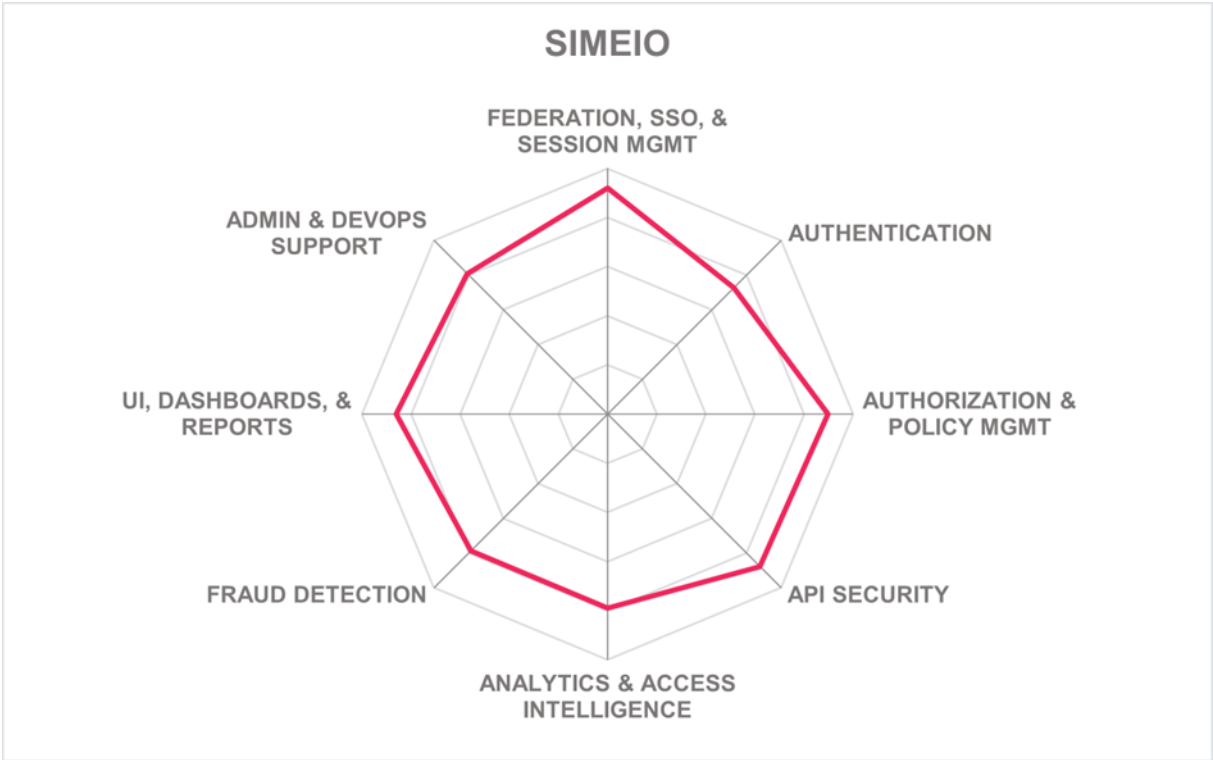 SIMEIO
FEDERATION, SSO, &
SESSION MGMT
ADMIN & DEVOPS
SUPPORT
AUTHENTICATION
UI, DASHBOARDS, &
REPORTS
AUTHORIZATION &
POLICY MGMT
FRAUD DETECTION
API SECURITY
ANALYTICS & ACCESS
INTELLIGENCE